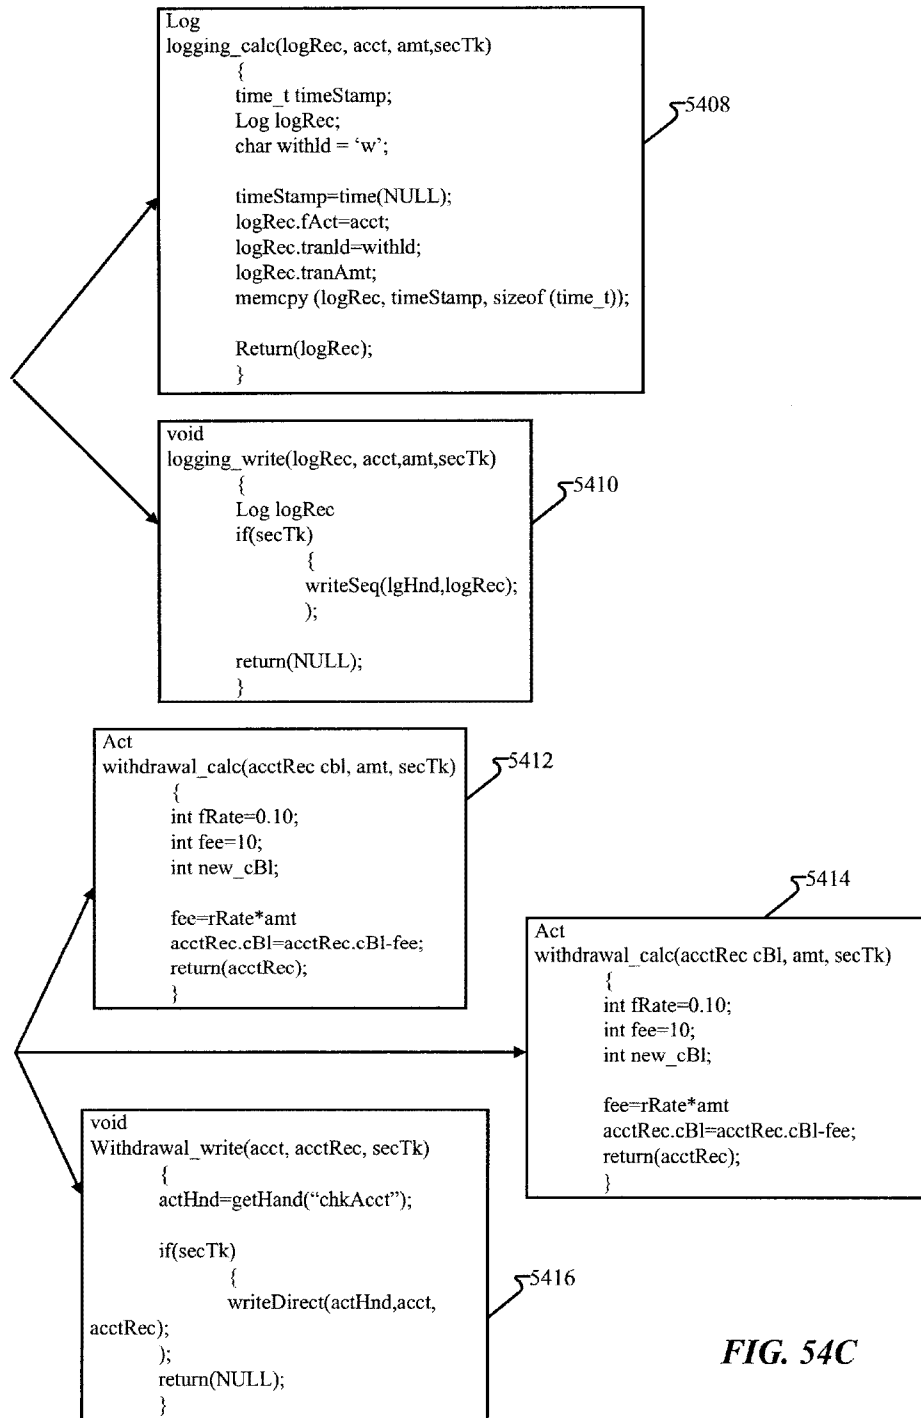 Log
logging_calc(logRec, acct, amt,secTk)
{
time_t timeStamp;
Log logRec;
char withId = ‘w’;
timeStamp=time(NULL);
logRec.fAct=acct;
logRec.tranId=withId;
logRec.tranAmt;
memcpy (logRec, timeStamp, sizeof (time_t));
Return(logRec);
}
5408
void
logging_write(logRec, acct,amt,secTk)
{
Log logRec
if(secTk)
{
writeSeq(lgHnd,logRec);
);
return(NULL);
}
5410
Act
withdrawal_calc(acctRec cbl, amt, secTk)
{
int fRate=0.10;
int fee=10;
int new_cBl;
fee=rRate*amt
acctRec.cBl=acctRec.cBl-fee;
return(acctRec);
}
5412
5414
Act
withdrawal_calc(acctRec cBl, amt, secTk)
{
int fRate=0.10;
int fee=10;
int new_cBl;
fee=rRate*amt
acctRec.cBl=acctRec.cBl-fee;
return(acctRec);
}
void
Withdrawal_write(acct, acctRec, secTk)
{
actHnd=getHand(“chkAcct”);
if(secTk)
{
writeDirect(actHnd,acct,
acctRec);
);
return(NULL);
}
5416
FIG. 54C